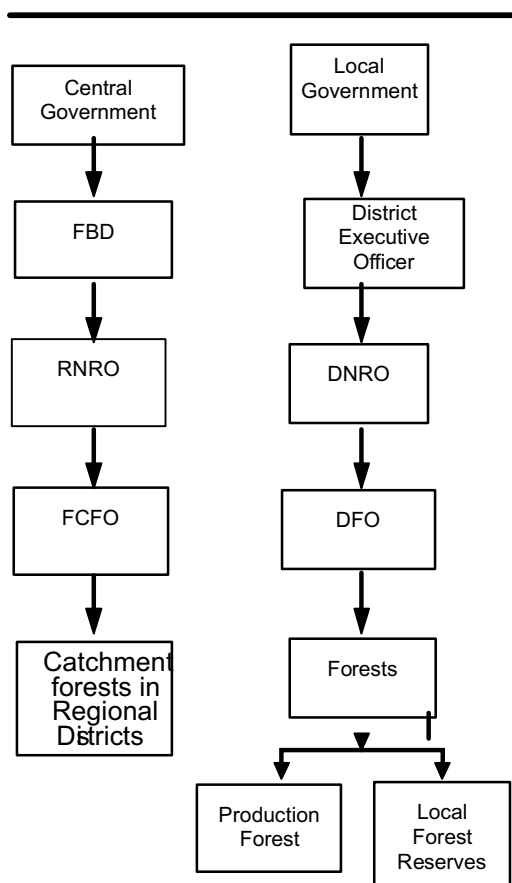 Central
Government
FBD
RNRO
FCFO
Catchment
forests in
Regional
Districts
Local
Government
District
Executive
Officer
DNRO
DFO
Forests
Production
Forest
Local
Forest
Reserves